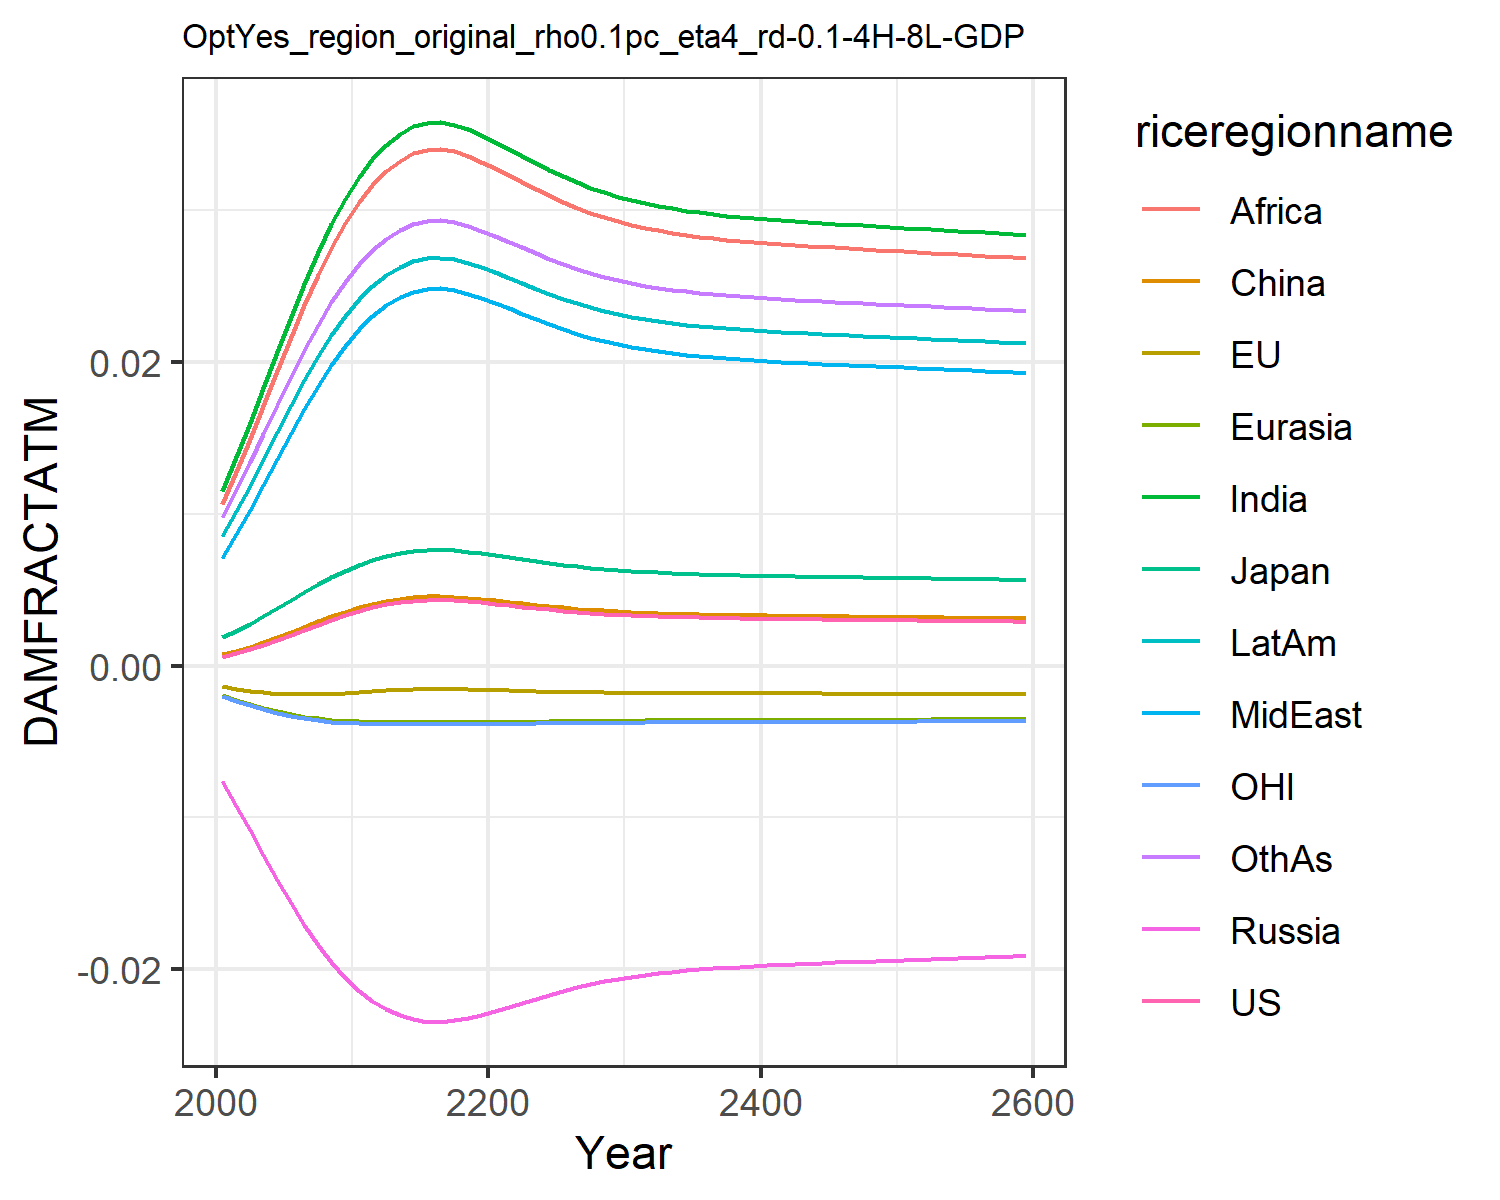 OptYes_region_original_rho0.1pc_eta4_rd-0.1-4H-8L-GDP
DAMFRACTATM
0.02
0.00
-0.02
2000
2200
2400
2600
Year
riceregionname
Africa
China
EU
Eurasia
India
Japan
LatAm
MidEast
OHI
OthAs
Russia
US